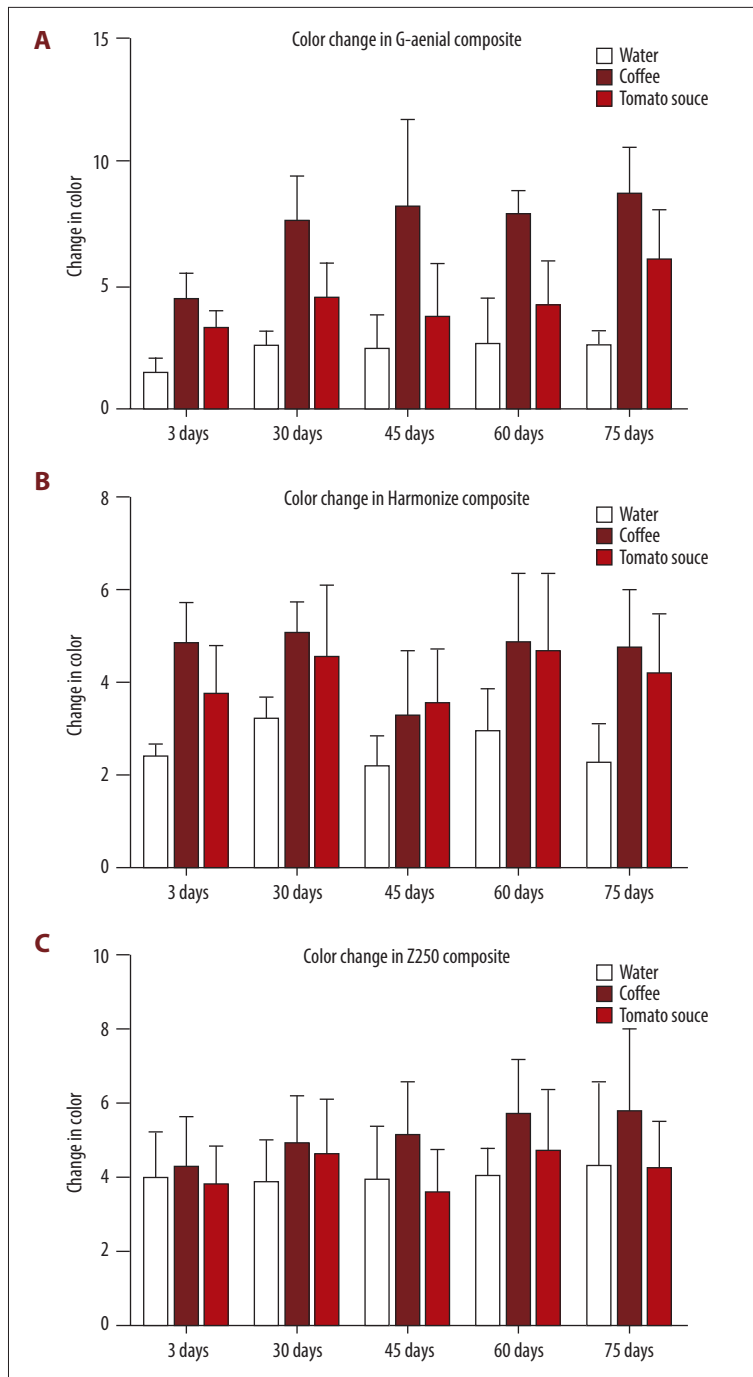 A
Color change in G-aenial composite
Water
Coffee
Tomato souce
Change in color
15
10
5
0
3 days
30 days
45 days
60 days
75 days
B
Color change in Harmonize composite
Water
Coffee
Tomato souce
Change in color
8
6
4
2
0
3 days
30 days
45 days
60 days
75 days
C
Color change in Z250 composite
Water
Coffee
Tomato souce
Change in color
10
8
6
4
2
0
3 days
30 days
45 days
60 days
75 days